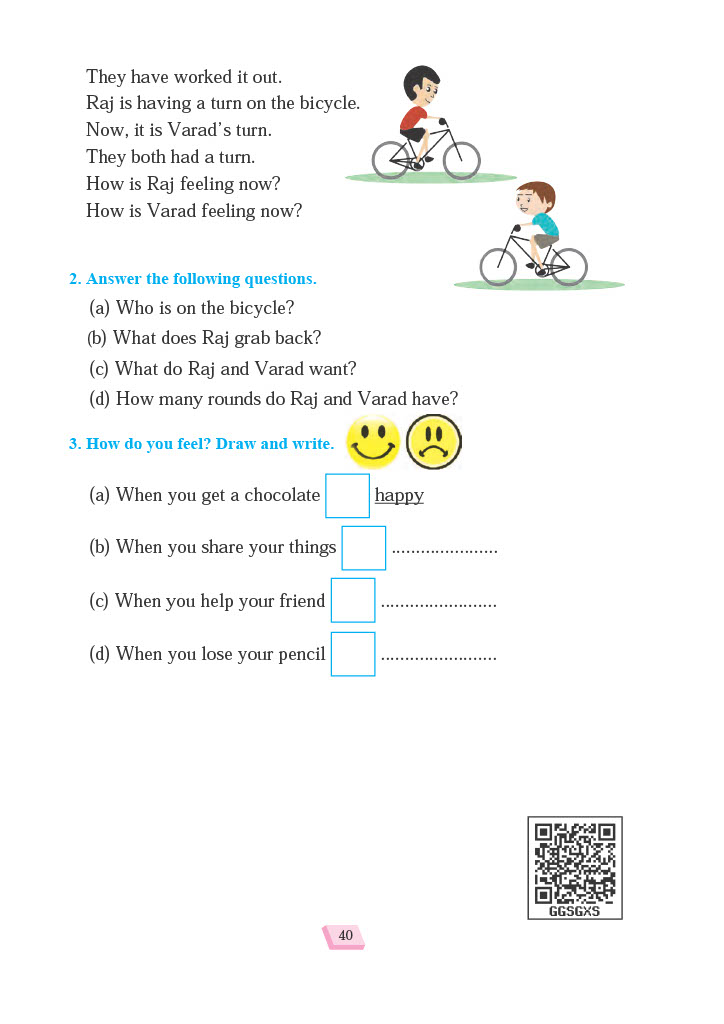 They have worked it out.
Raj is having a turn on the bicycle.
Now, it is Varad's turn.
They both had a turn.
How is Raj feeling now?
How is Varad feeling now?
2. Answer the following questions.
(a) Who is on the bicycle?
(b) What does Raj grab back?
(c) What do Raj and Varad want?
(d) How many rounds do Raj and Varad have?
3. How do you feel? Draw and write.
(a) When you get a chocolate happy
(b) When you share your things ......................
(c) When you help your friend ........................
(d) When you lose your pencil ........................
GGSGXS
40